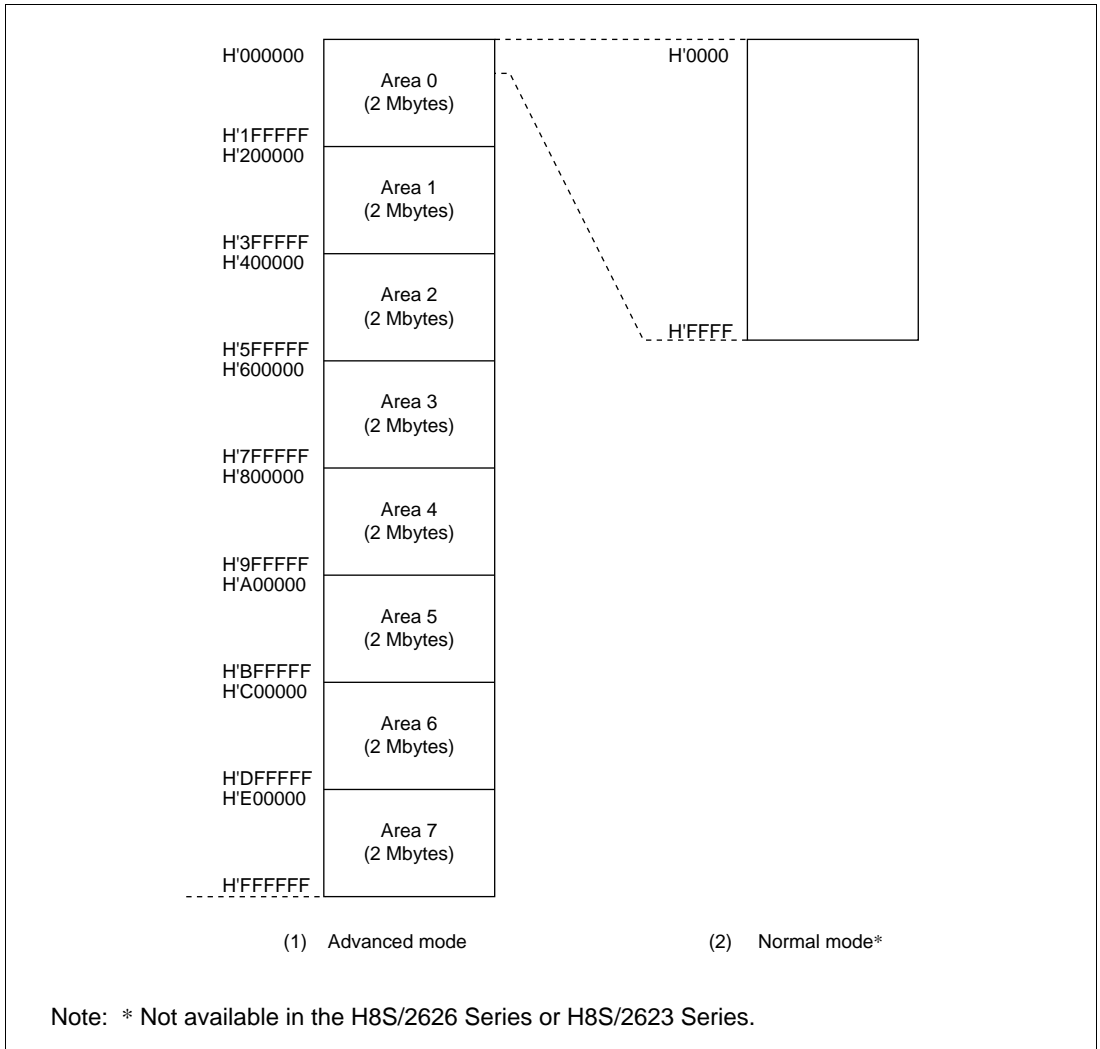 H'000000
Area 0
(2 Mbytes)
H'1FFFFF
H'200000
Area 1
(2 Mbytes)
H'3FFFFF
H'400000
Area 2
(2 Mbytes)
H'5FFFFF
H'600000
Area 3
(2 Mbytes)
H'7FFFFF
H'800000
Area 4
(2 Mbytes)
H'9FFFFF
H'A00000
Area 5
(2 Mbytes)
H'BFFFFF
H'C00000
Area 6
(2 Mbytes)
H'DFFFFF
H'E00000
Area 7
(2 Mbytes)
H'FFFFFF
(1) Advanced mode
H'0000
H'FFFF
(2) Normal mode*
Note: * Not available in the H8S/2626 Series or H8S/2623 Series.